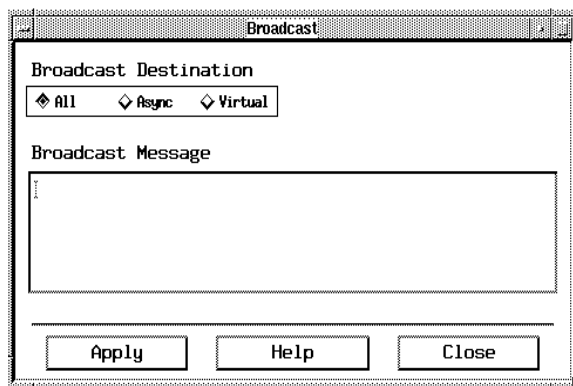 Broadcast
Broadcast Destination
All Async Virtual
Broadcast Message
Apply Help Close